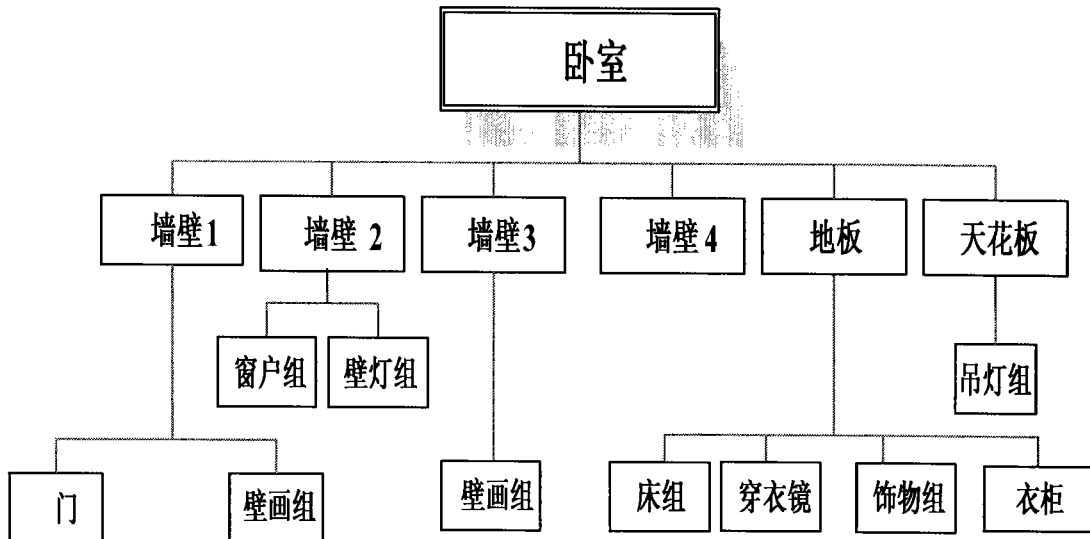 卧室
墙壁1
墙壁 2
墙壁3
墙壁4
地板
天花板
窗户组
壁灯组
吊灯组
门
壁画组
壁画组
床组
穿衣镜
饰物组
衣柜